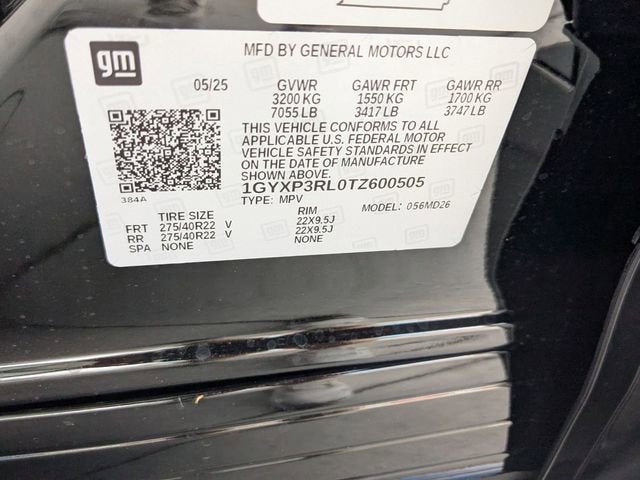 gm
MFD BY GENERAL MOTORS LLC
05/25 GVWR GAWR FRT GAWR RR
3200 KG 1550 KG 1700 KG
7055 LB 3417 LB 3747 LB
THIS VEHICLE CONFORMS TO ALL
APPLICABLE U.S. FEDERAL MOTOR
VEHICLE SAFETY STANDARDS IN EFFECT
ON THE DATE OF MANUFACTURE
SHOWN ABOVE.
384A
1GYXP3RL0TZ600505
TYPE: MPV MODEL: 056MD26
TIRE SIZE RIM
FRT 275/40R22 V 22X9.5J
RR 275/40R22 V 22X9.5J
SPA NONE NONE